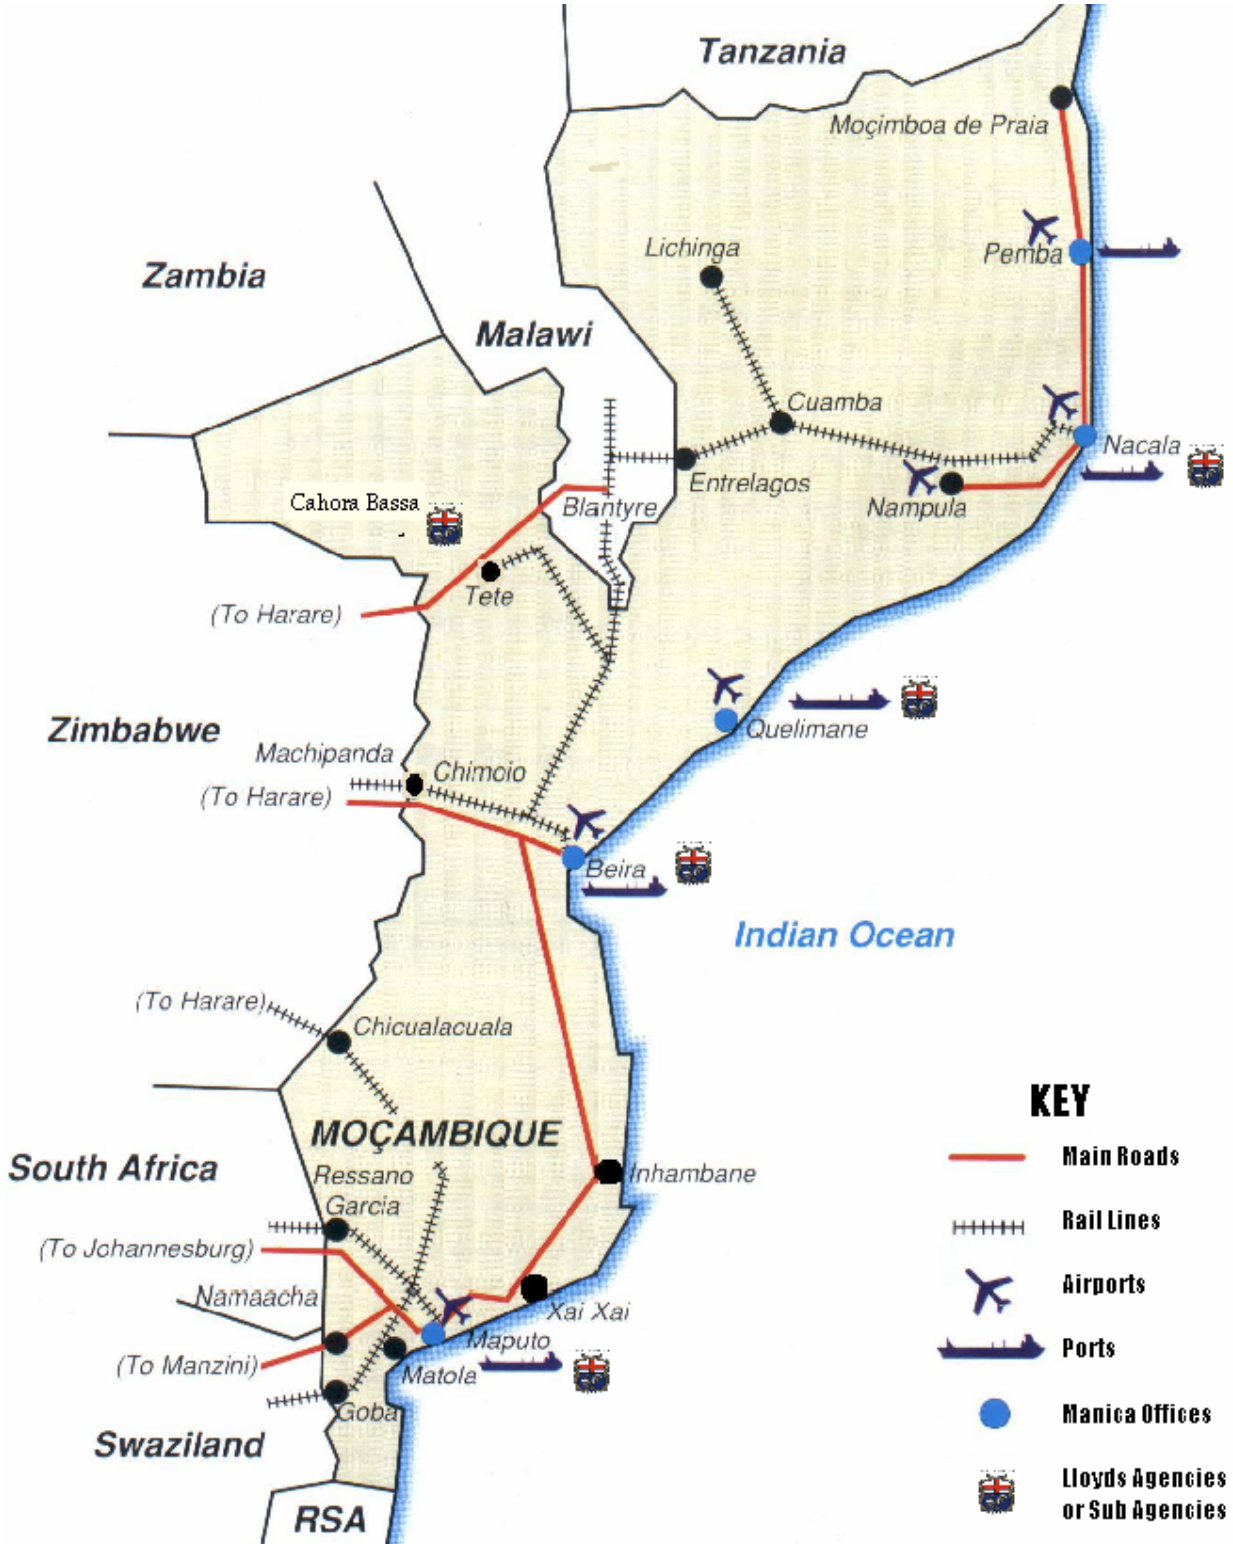 Tanzania
Moçimboa de Praia
Lichinga
Pemba
Zambia
Malawi
Cuamba
Nacala
Entrelagos
Nampula
Cahora Bassa
Blantyre
Tete
(To Harare)
Quelimane
Zimbabwe
Machipanda
Chimoio
(To Harare)
Beira
Indian Ocean
(To Harare)
Chicualacuala
MOÇAMBIQUE
South Africa
Ressano
Garcia
Inhambane
(To Johannesburg)
Namaacha
Xai Xai
Maputo
(To Manzini)
Matola
Goba
Swaziland
RSA
KEY
Main Roads
Rail Lines
Airports
Ports
Manica Offices
Lloyds Agencies
or Sub Agencies